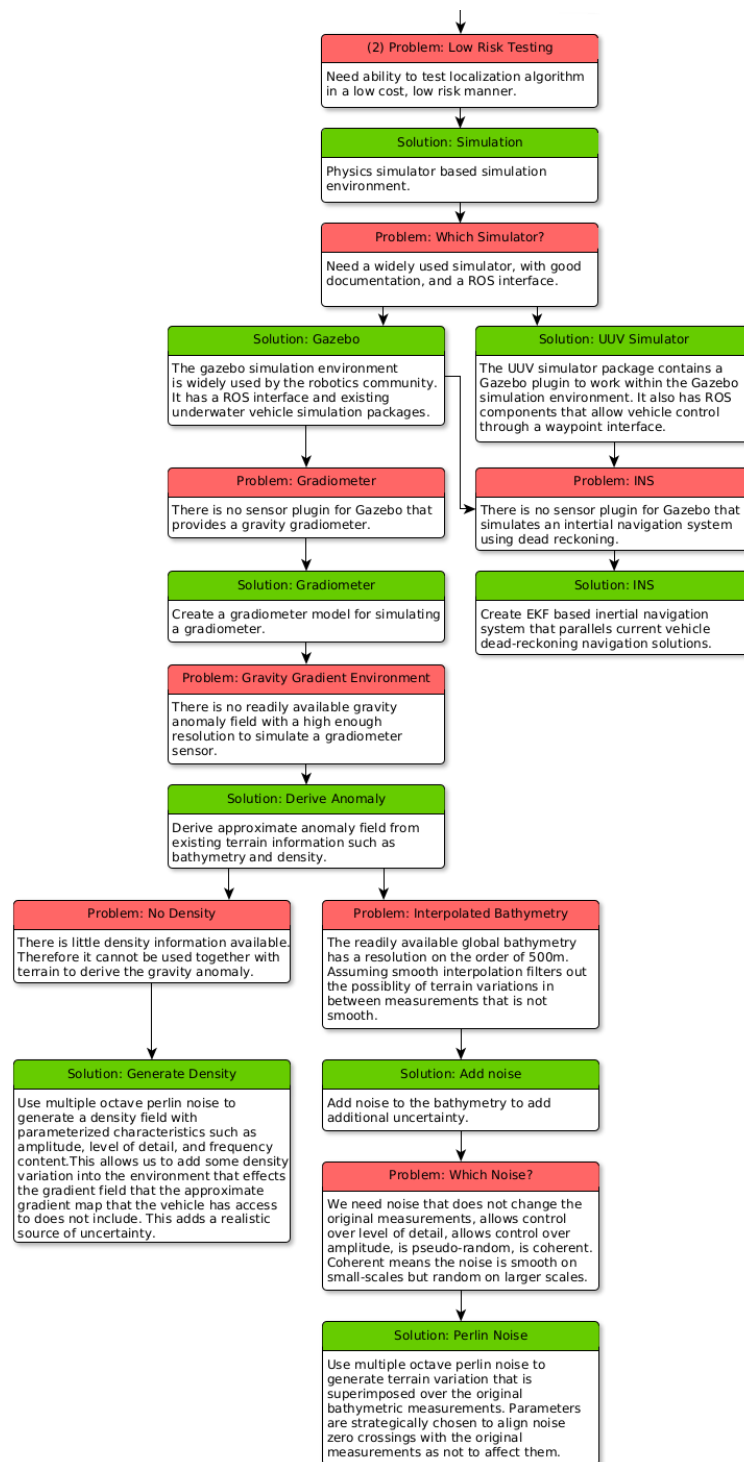 (2) Problem: Low Risk Testing
Need ability to test localization algorithm
in a low cost, low risk manner.
Solution: Simulation
Physics simulator based simulation
environment.
Problem: Which Simulator?
Need a widely used simulator, with good
documentation, and a ROS interface.
Solution: Gazebo
The gazebo simulation environment
is widely used by the robotics community.
It has a ROS interface and existing
underwater vehicle simulation packages.
Solution: UUV Simulator
The UUV simulator package contains a
Gazebo plugin to work within the Gazebo
simulation environment. It also has ROS
components that allow vehicle control
through a waypoint interface.
Problem: Gradiometer
There is no sensor plugin for Gazebo that
provides a gravity gradiometer.
Problem: INS
There is no sensor plugin for Gazebo that
simulates an intertial navigation system
using dead reckoning.
Solution: Gradiometer
Create a gradiometer model for simulating
a gradiometer.
Solution: INS
Create EKF based inertial navigation
system that parallels current vehicle
dead-reckoning navigation solutions.
Problem: Gravity Gradient Environment
There is no readily available gravity
anomaly field with a high enough
resolution to simulate a gradiometer
sensor.
Solution: Derive Anomaly
Derive approximate anomaly field from
existing terrain information such as
bathymetry and density.
Problem: No Density
There is little density information available.
Therefore it cannot be used together with
terrain to derive the gravity anomaly.
Problem: Interpolated Bathymetry
The readily available global bathymetry
has a resolution on the order of 500m.
Assuming smooth interpolation filters out
the possiblity of terrain variations in
between measurements that is not
smooth.
Solution: Generate Density
Use multiple octave perlin noise to
generate a density field with
parameterized characteristics such as
amplitude, level of detail, and frequency
content.This allows us to add some density
variation into the environment that effects
the gradient field that the approximate
gradient map that the vehicle has access
to does not include. This adds a realistic
source of uncertainty.
Solution: Add noise
Add noise to the bathymetry to add
additional uncertainty.
Problem: Which Noise?
We need noise that does not change the
original measurements, allows control
over level of detail, allows control over
amplitude, is pseudo-random, is coherent.
Coherent means the noise is smooth on
small-scales but random on larger scales.
Solution: Perlin Noise
Use multiple octave perlin noise to
generate terrain variation that is
superimposed over the original
bathymetric measurements. Parameters
are strategically chosen to align noise
zero crossings with the original
measurements as not to affect them.